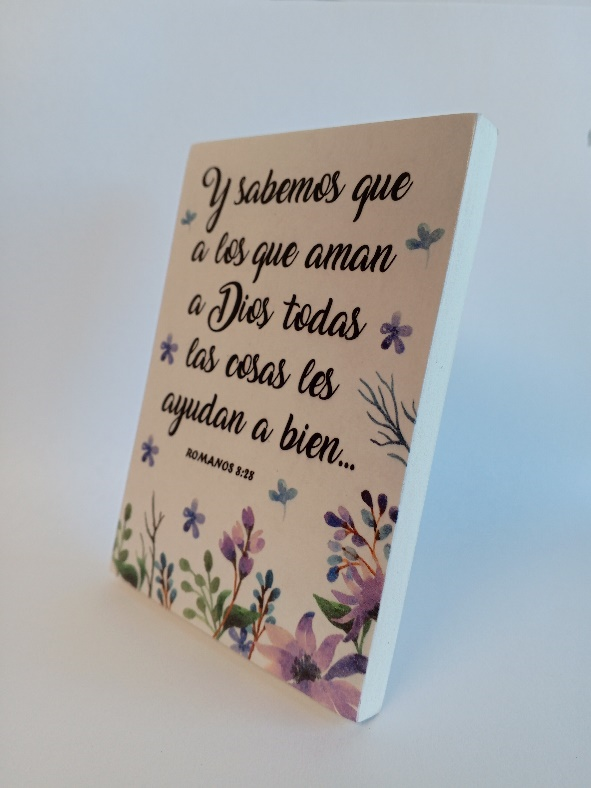 Y sabemos que
a los que aman
a Dios todas
las cosas les
ayudan a bien...
ROMANOS 8:28